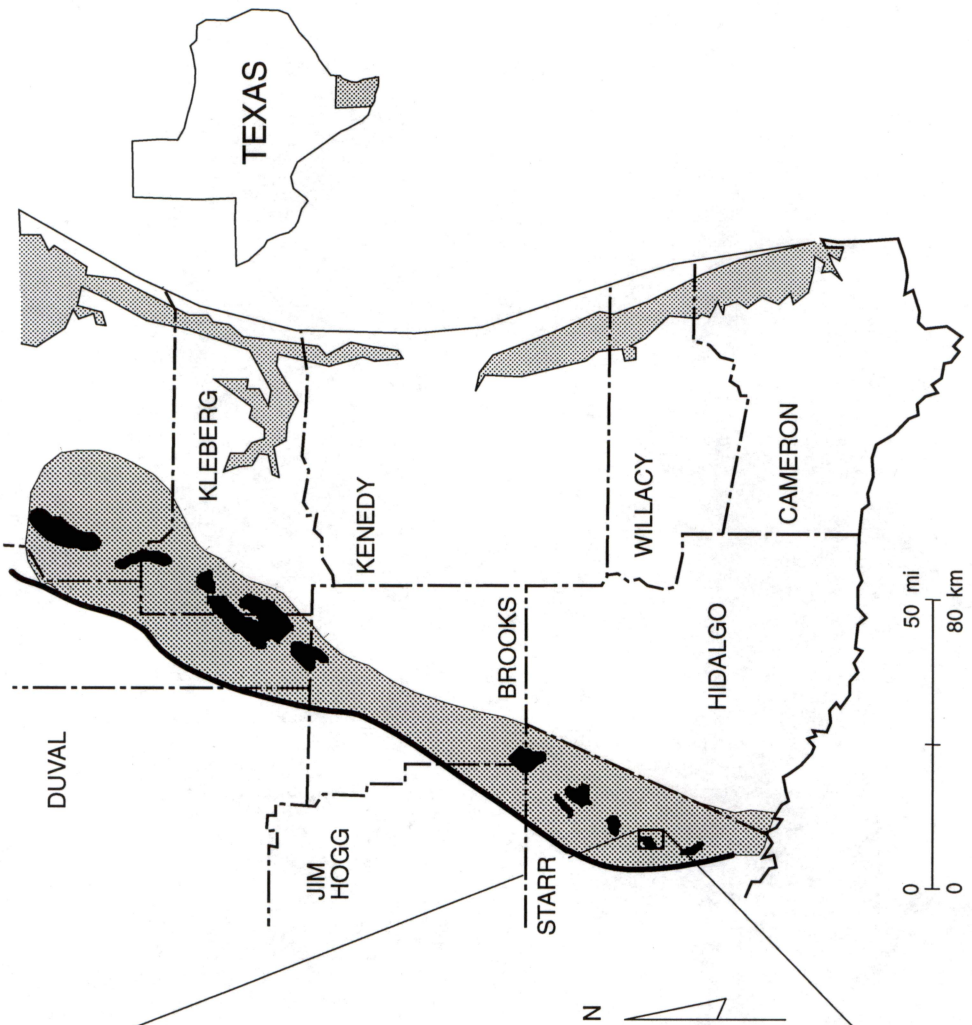 TEXAS
DUVAL
KLEBERG
JIM
HOGG
KENEDY
BROOKS
STARR
WILLACY
HIDALGO
CAMERON
N
0 50 mi
0 80 km